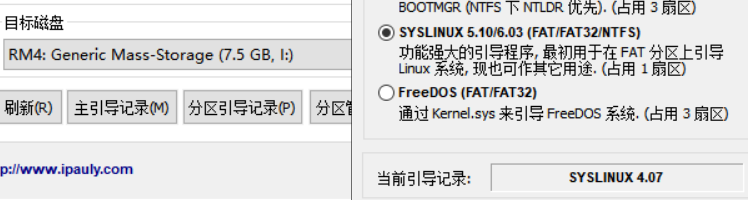 目标磁盘
RM4: Generic Mass-Storage (7.5 GB, I:)
刷新(R)
主引导记录(M)
分区引导记录(P)
p://www.ipauly.com
BOOTMGR (NTFS 下 NTLDR 优先). (占用 3 扇区)
SYSLINUX 5.10/6.03 (FAT/FAT32/NTFS)
功能强大的引导程序, 最初用于在 FAT 分区上引导
Linux 系统, 现也可作其它用途. (占用 1 扇区)
FreeDOS (FAT/FAT32)
通过 Kernel.sys 来引导 FreeDOS 系统. (占用 3 扇区)
当前引导记录:
SYSLINUX 4.07